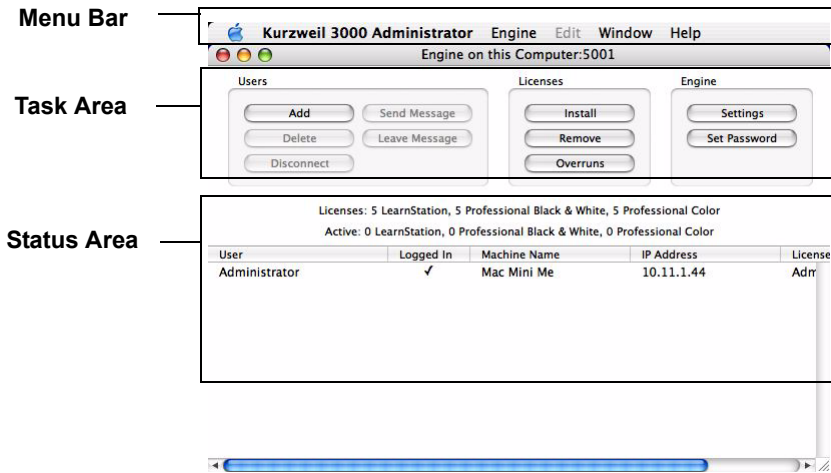 Menu Bar
Kurzweil 3000 Administrator Engine Edit Window Help
Engine on this Computer:5001
Task Area
Users Licenses Engine
Add Send Message Install Settings
Delete Leave Message Remove Set Password
Disconnect Overruns
Status Area
Licenses: 5 LearnStation, 5 Professional Black & White, 5 Professional Color
Active: 0 LearnStation, 0 Professional Black & White, 0 Professional Color
User Logged In Machine Name IP Address License
Administrator ✓ Mac Mini Me 10.11.1.44 Adm